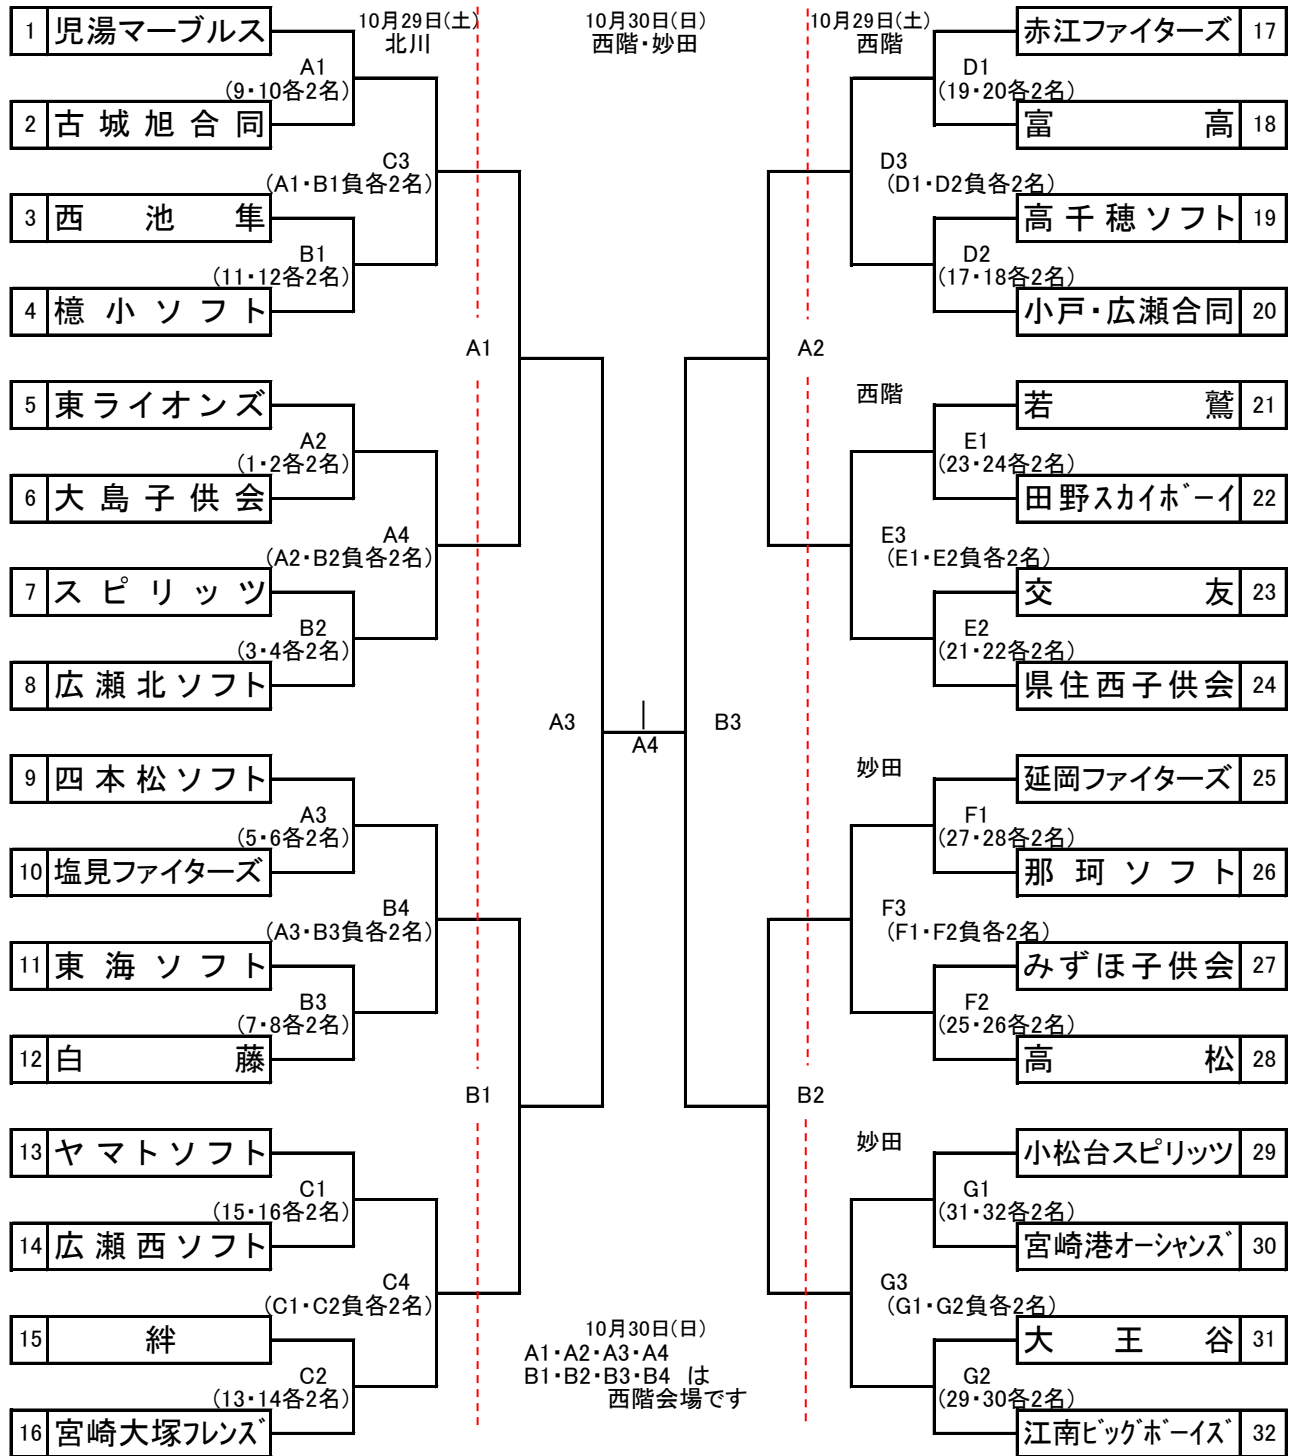 10月29日(土)
北川
10月30日(日)
西階・妙田
10月29日(土)
西階
1 児湯マーブルス
A1
(9・10各2名)
2 古城旭合同
C3
(A1・B1負各2名)
3 西池隼
B1
(11・12各2名)
4 檍小ソフト
A1
5 東ライオンズ
A2
(1・2各2名)
6 大島子供会
A4
(A2・B2負各2名)
7 スピリッツ
B2
(3・4各2名)
8 広瀬北ソフト
A3
9 四本松ソフト
A3
(5・6各2名)
10 塩見ファイターズ
B4
(A3・B3負各2名)
11 東海ソフト
B3
(7・8各2名)
12 白藤
B1
13 ヤマトソフト
C1
(15・16各2名)
14 広瀬西ソフト
C4
(C1・C2負各2名)
15 絆
C2
(13・14各2名)
16 宮崎大塚フレンズ
A4
赤江ファイターズ 17
D1
(19・20各2名)
富高 18
D3
(D1・D2負各2名)
高千穂ソフト 19
D2
(17・18各2名)
小戸・広瀬合同 20
A2
西階
若鷲 21
E1
(23・24各2名)
田野スカイボーイ 22
E3
(E1・E2負各2名)
交友 23
E2
(21・22各2名)
県住西子供会 24
B3
妙田
延岡ファイターズ 25
F1
(27・28各2名)
那珂ソフト 26
F3
(F1・F2負各2名)
みずほ子供会 27
F2
(25・26各2名)
高松 28
B2
妙田
小松台スピリッツ 29
G1
(31・32各2名)
宮崎港オーシャンズ 30
G3
(G1・G2負各2名)
大王谷 31
G2
(29・30各2名)
江南ビッグボーイズ 32
10月30日(日)
A1・A2・A3・A4
B1・B2・B3・B4 は
西階会場です